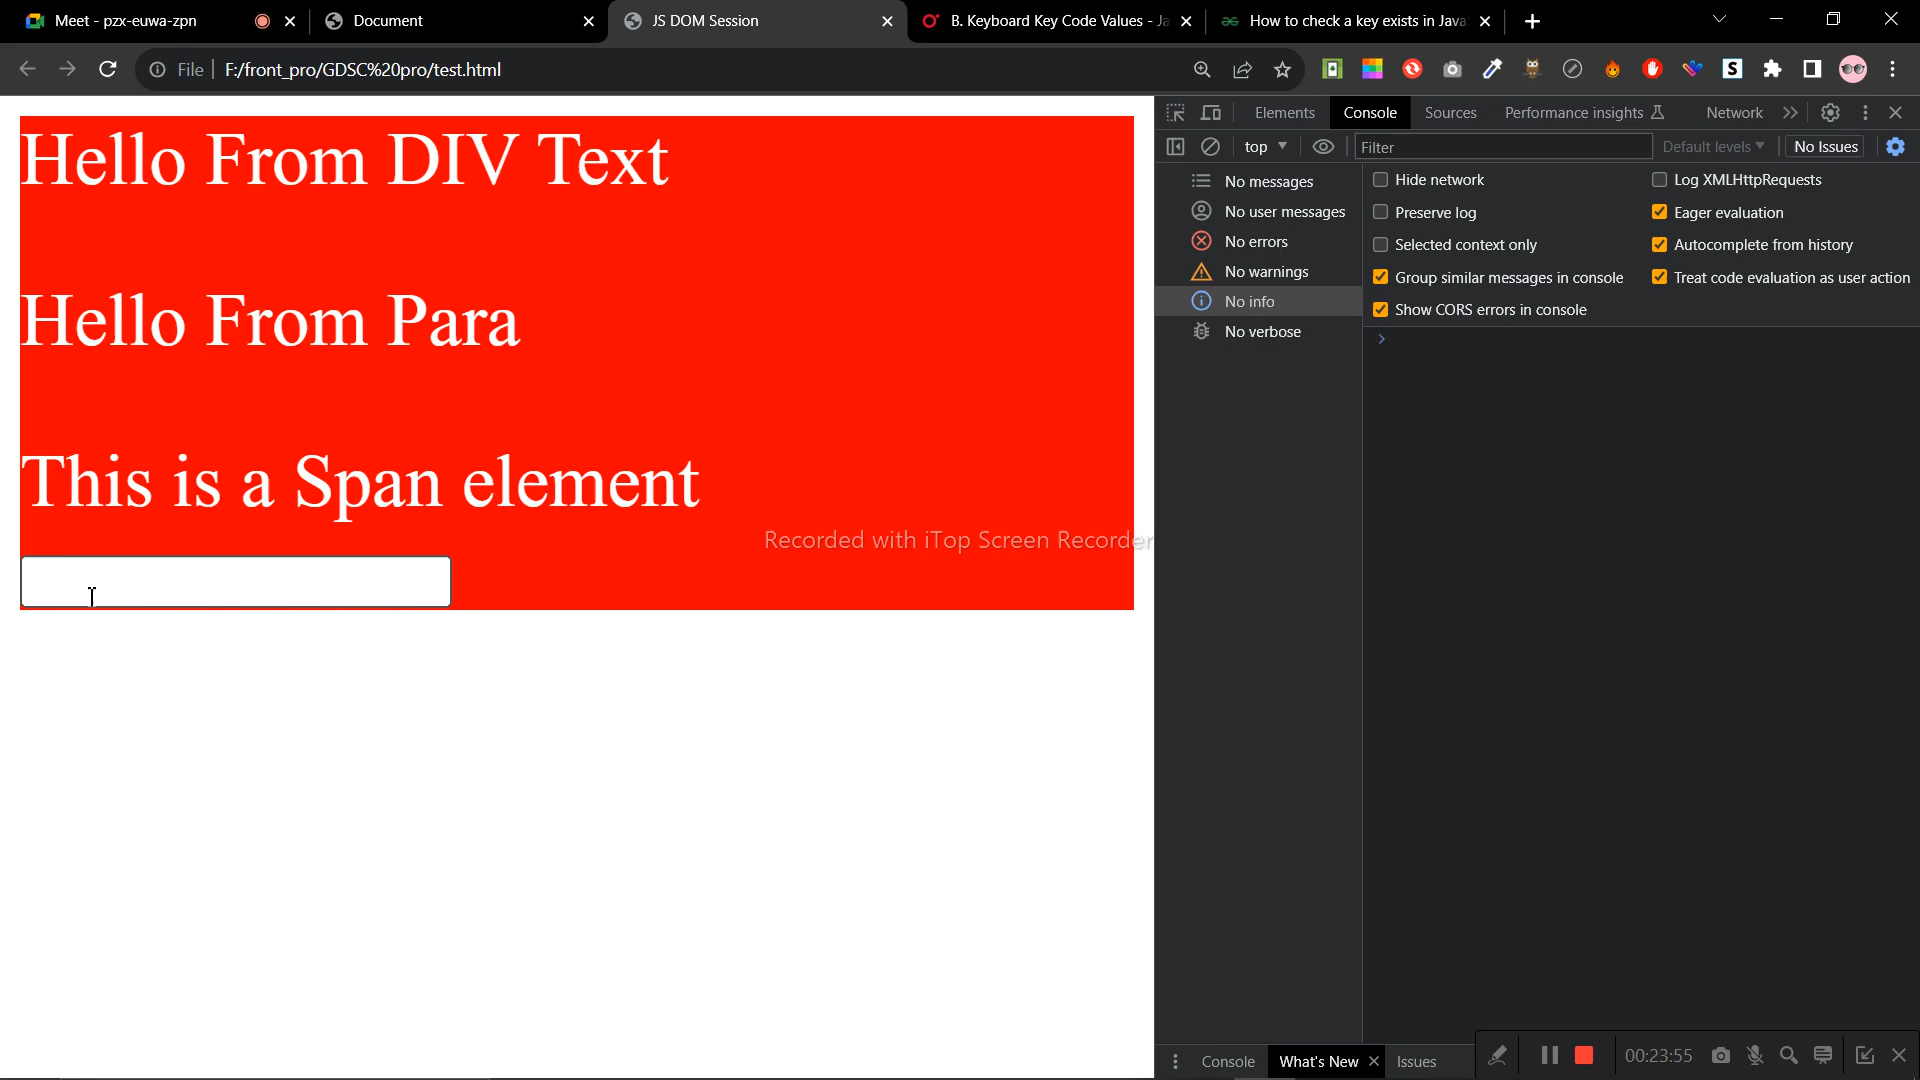 Meet - pzx-euwa-zpn
Document
JS DOM Session
B. Keyboard Key Code Values - Ja
How to check a key exists in Java
File
F:/front_pro/GDSC%20pro/test.html
S
Hello From DIV Text
Hello From Para
This is a Span element
Recorded with iTop Screen Recorder
Elements
Console
Sources
Performance insights
Network
top
Filter
Default levels
No Issues
No messages
No user messages
No errors
No warnings
No info
No verbose
Hide network
Log XMLHttpRequests
Preserve log
Eager evaluation
Selected context only
Autocomplete from history
Group similar messages in console
Treat code evaluation as user action
Show CORS errors in console
Console
What's New
Issues
00:23:55